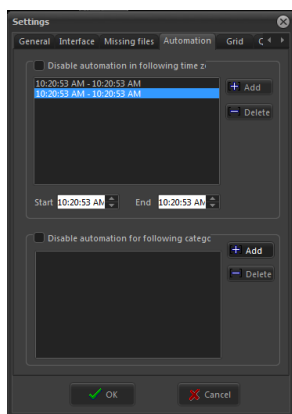 Settings
General Interface Missing files Automation Grid
Disable automation in following time
10:20:53 AM - 10:20:53 AM
10:20:53 AM - 10:20:53 AM
Add
Delete
Start 10:20:53 AM End 10:20:53 AM
Disable automation for following categc
Add
Delete
OK Cancel